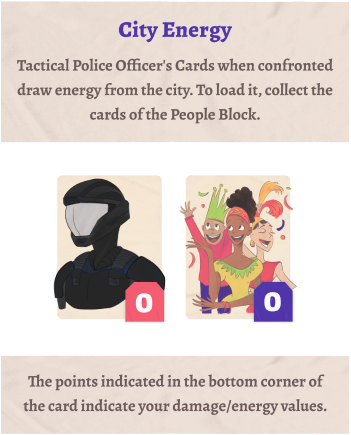 City Energy
Tactical Police Officer's Cards when confronted
draw energy from the city. To load it, collect the
cards of the People Block.
0
0
The points indicated in the bottom corner of
the card indicate your damage/energy values.